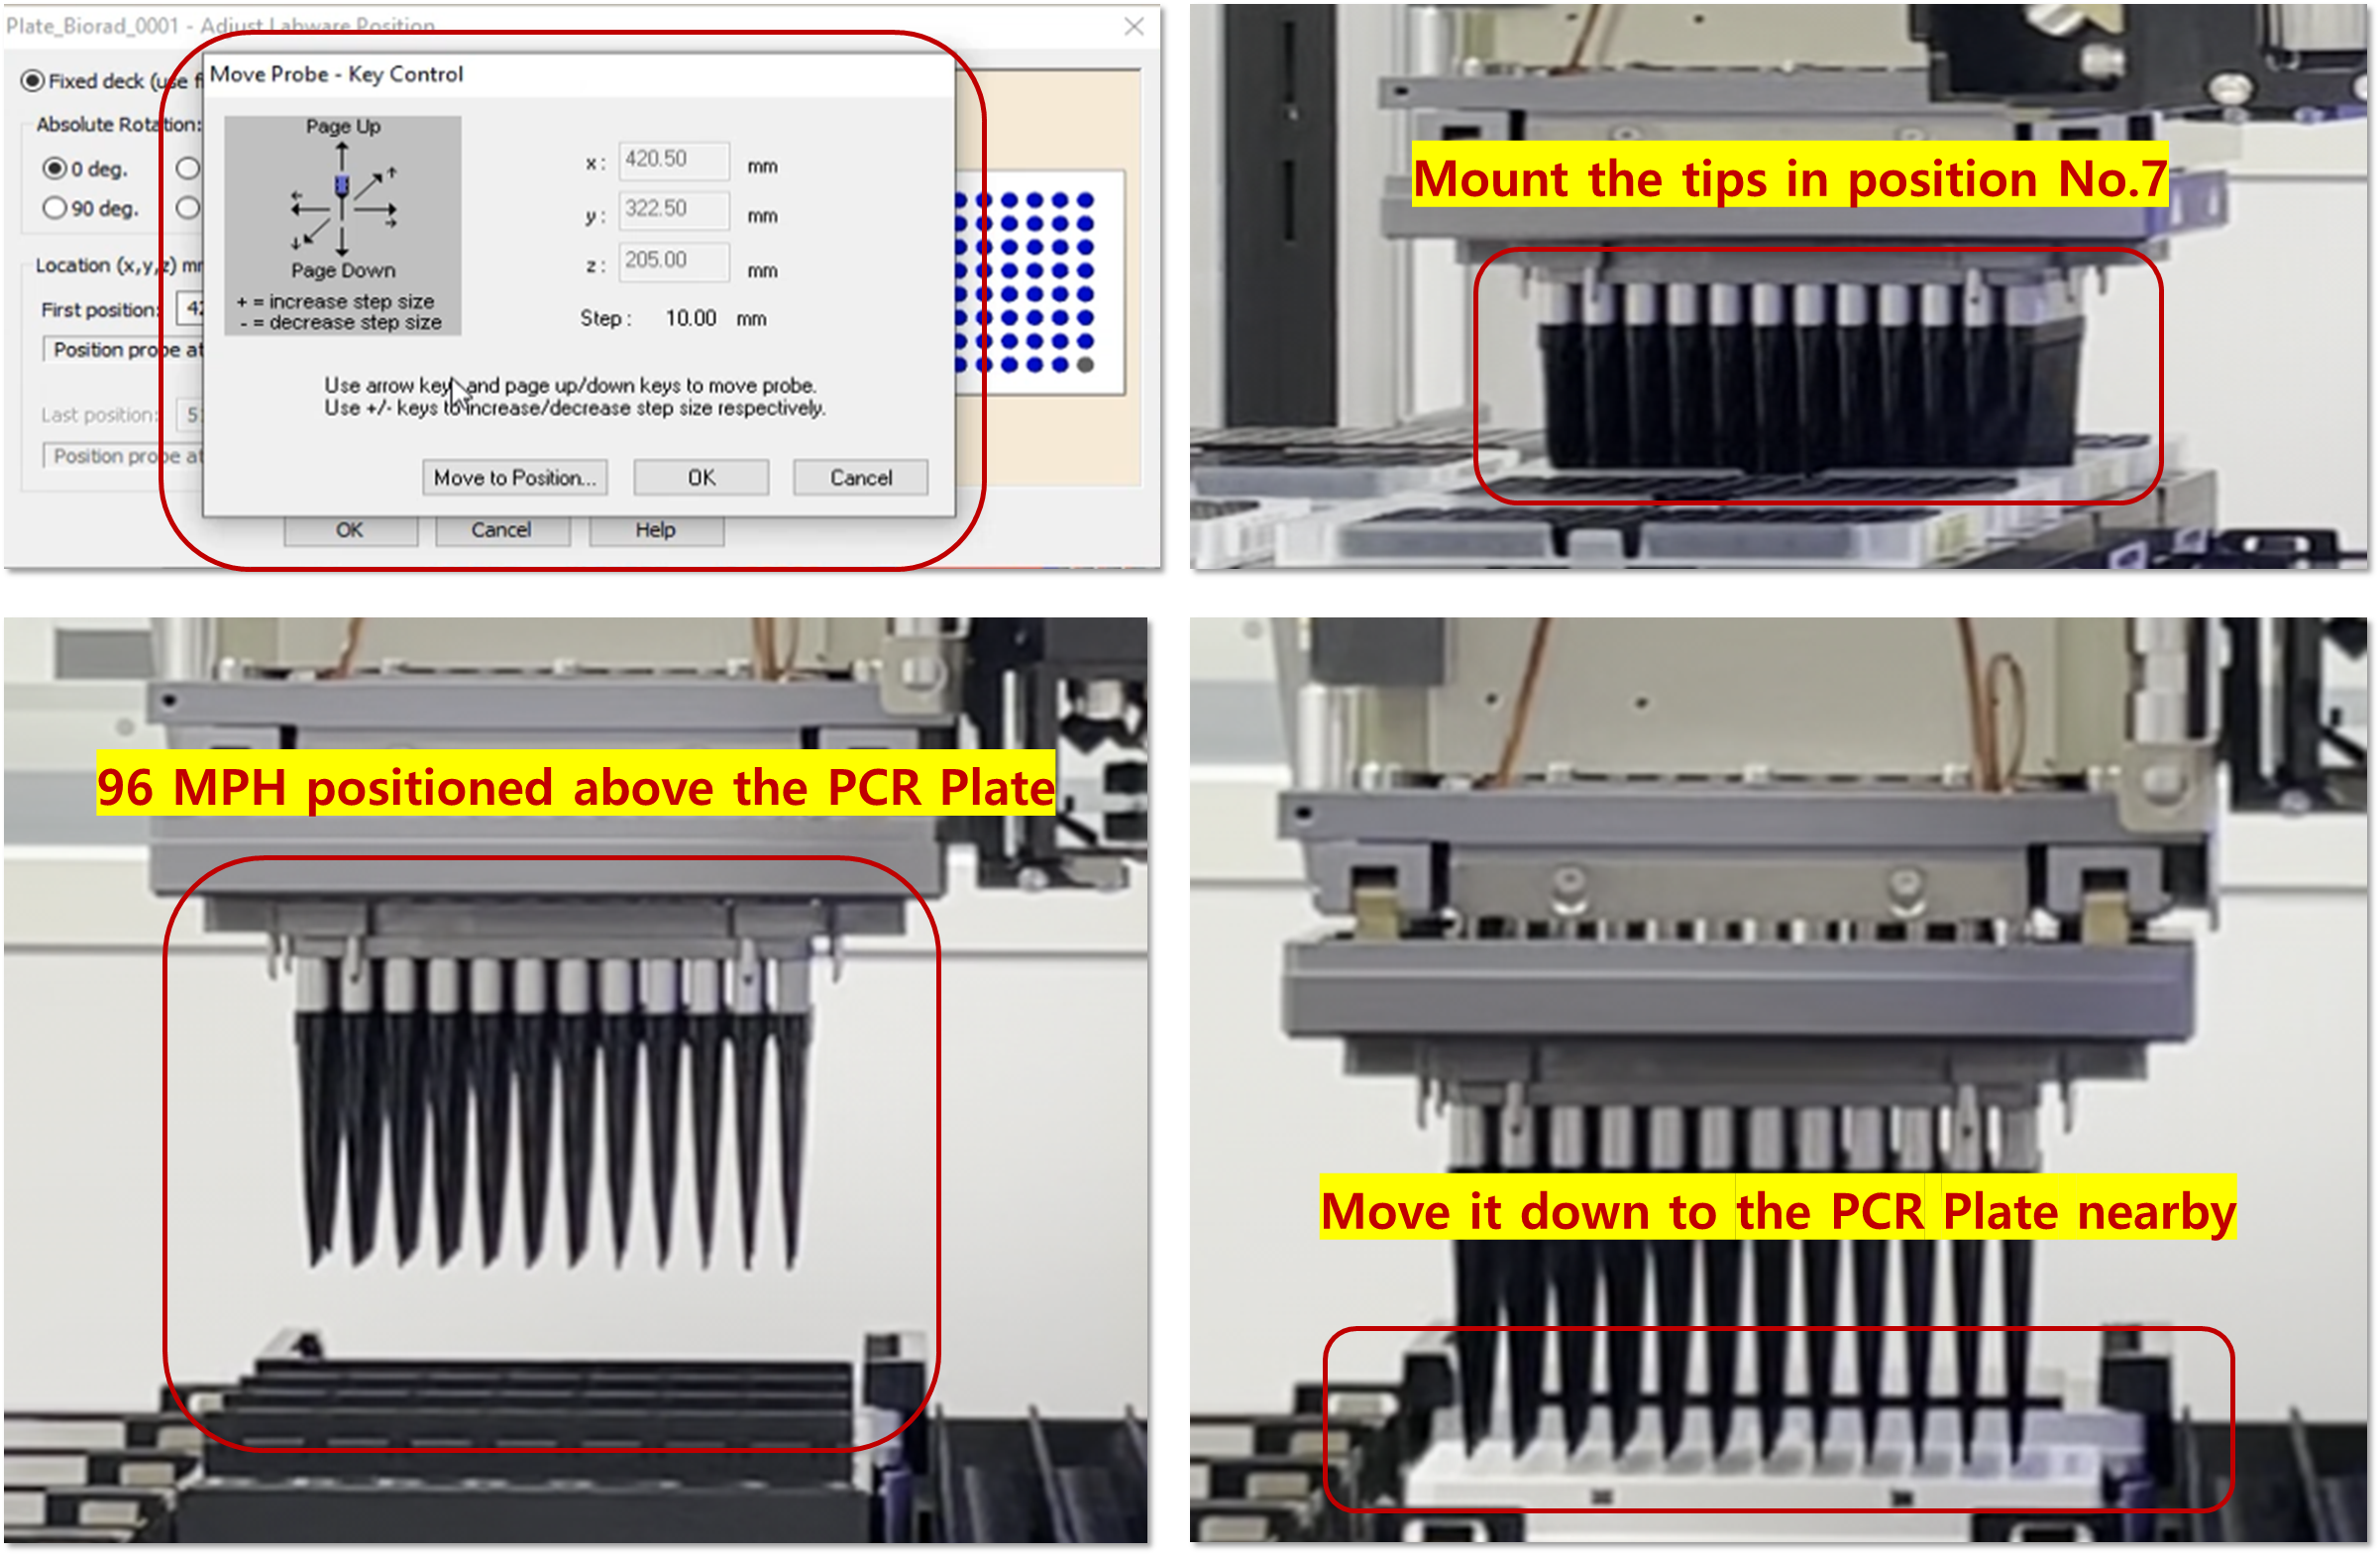 Plate_Biorad_0001 - Adjust Labware Position
Fixed deck (use
Absolute Rotation:
0 deg.
90 deg.
Location (x,y,z)
First position:
Position probe at
Last position:
Position probe at
OK
Cancel
Help
Move Probe - Key Control
Page Up
Page Down
+ = increase step size
- = decrease step size
x : 420.50 mm
y : 322.50 mm
z : 205.00 mm
Step : 10.00 mm
Use arrow key and page up/down keys to move probe.
Use +/- keys to increase/decrease step size respectively.
Move to Position...
OK
Cancel
Mount the tips in position No.7
96 MPH positioned above the PCR Plate
Move it down to the PCR Plate nearby